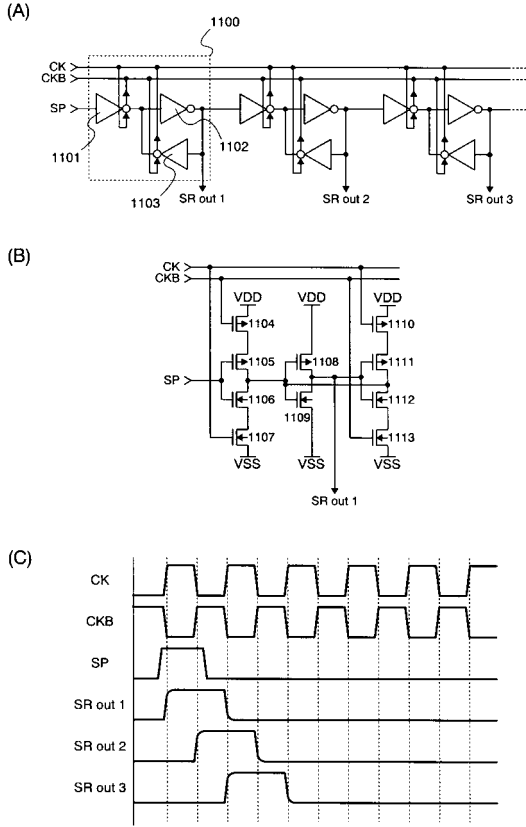 (A)
1100
CK
CKB
SP
1101
1102
1103
SR out 1
SR out 2
SR out 3
(B)
CK
CKB
VDD
VDD
VDD
1104
1110
1105
1108
1111
SP
1106
1109
1112
1107
1113
VSS
VSS
VSS
SR out 1
(C)
CK
CKB
SP
SR out 1
SR out 2
SR out 3